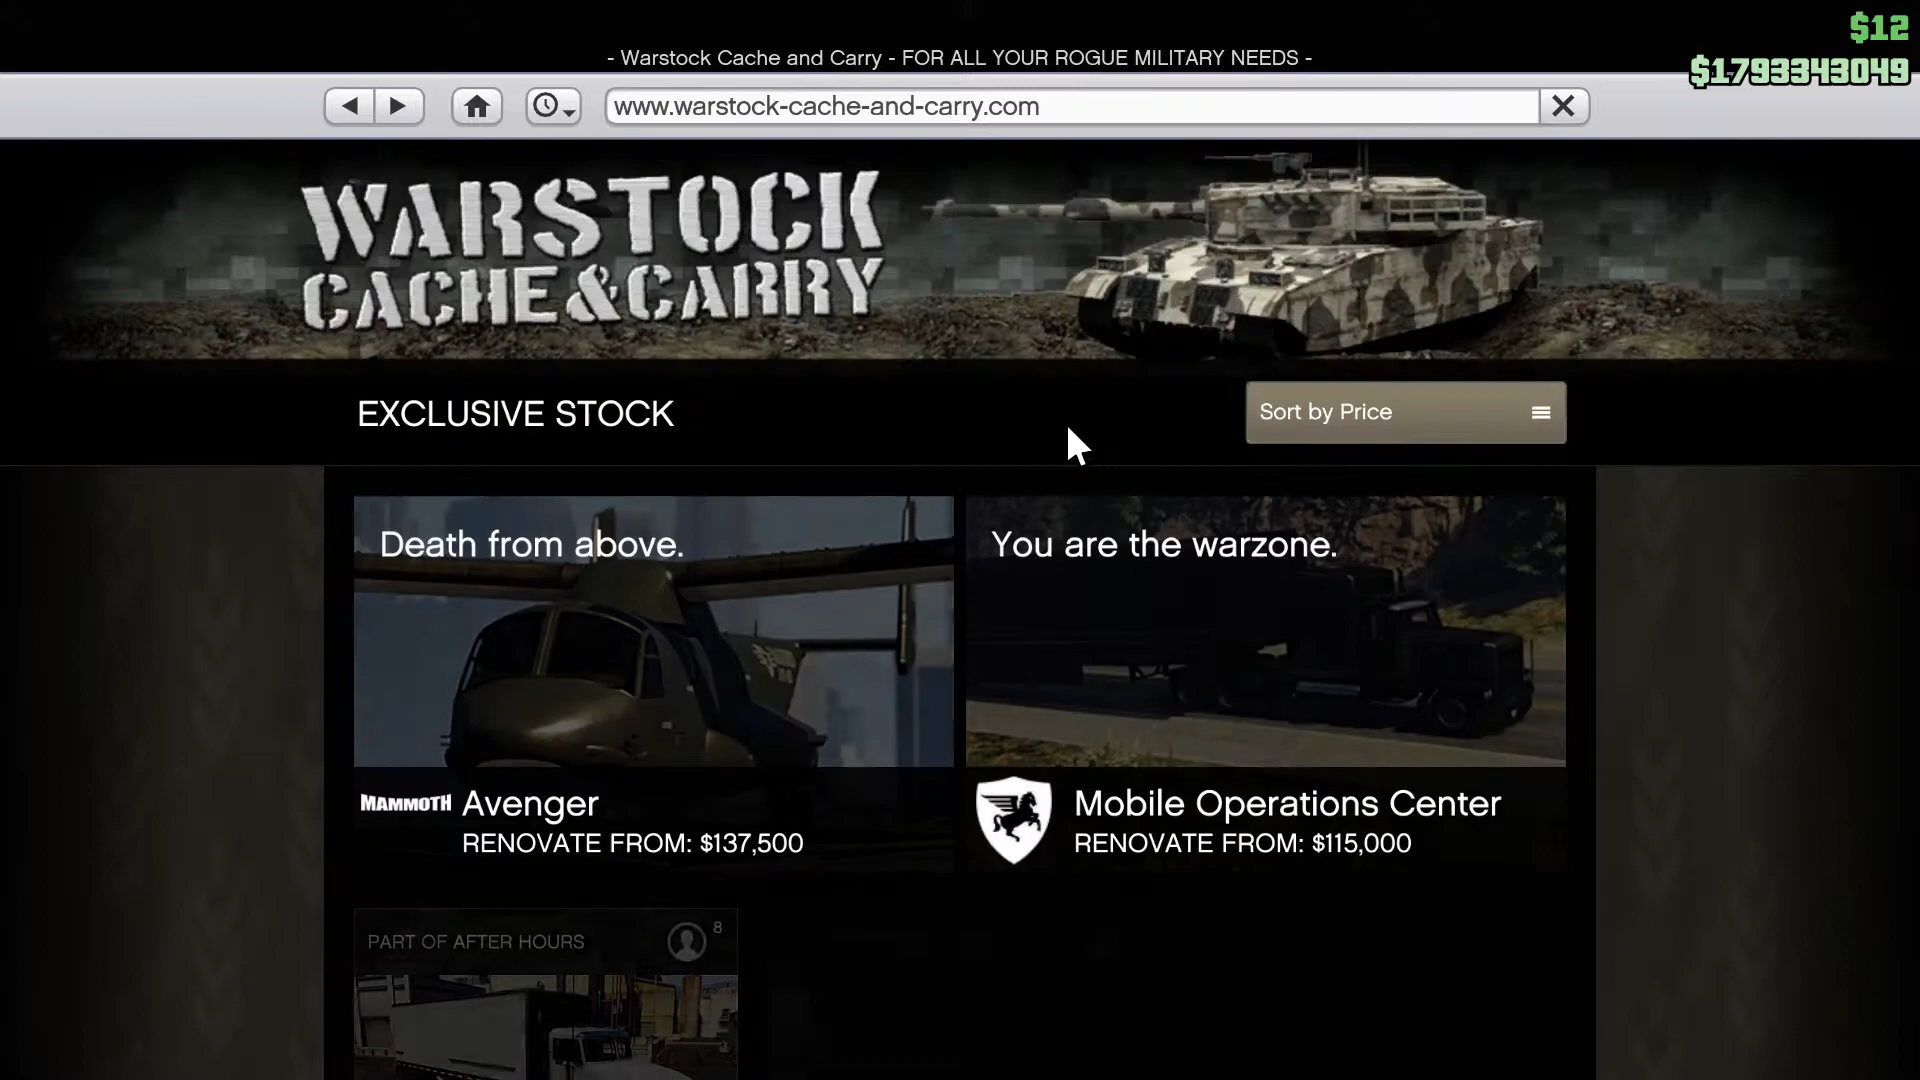 $12
- Warstock Cache and Carry - FOR ALL YOUR ROGUE MILITARY NEEDS -
$1793343049
www.warstock-cache-and-carry.com
WARSTOCK
CACHE & CARRY
EXCLUSIVE STOCK
Sort by Price
Death from above.
You are the warzone.
MAMMOTH Avenger
RENOVATE FROM: $137,500
Mobile Operations Center
RENOVATE FROM: $115,000
PART OF AFTER HOURS
8